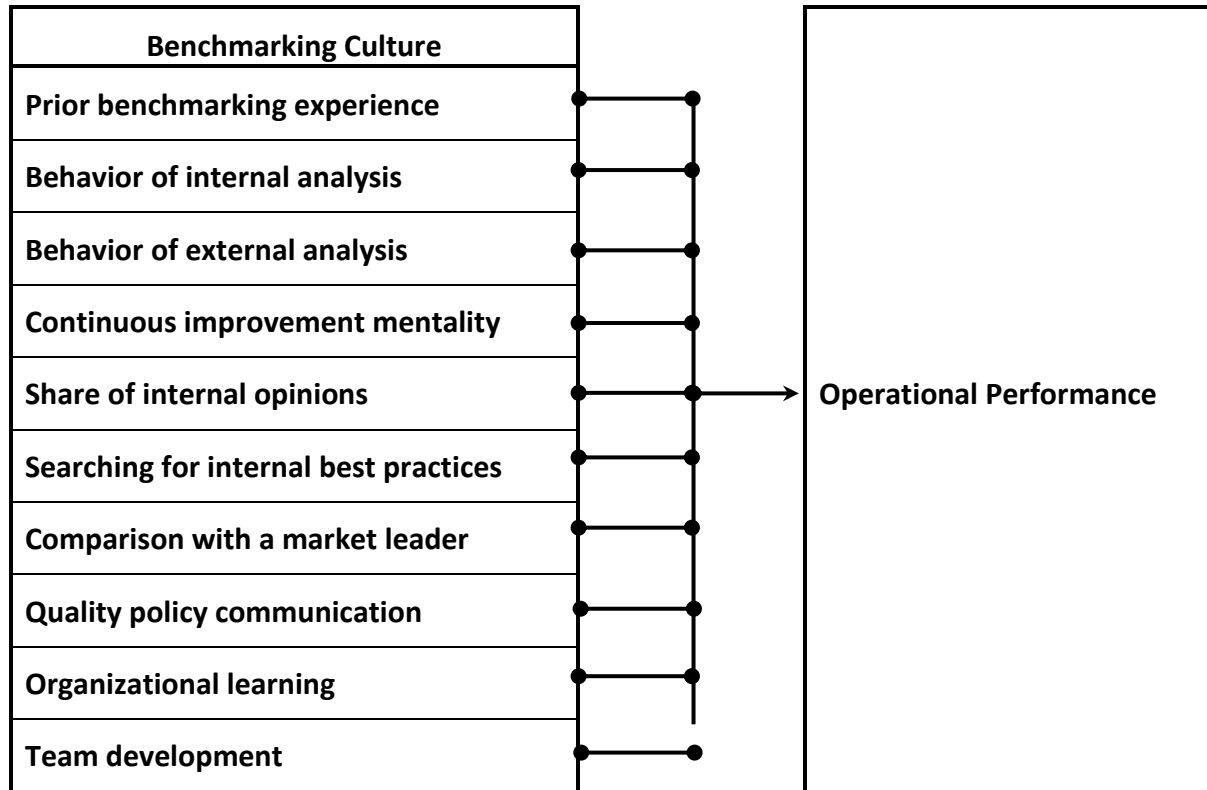 Benchmarking Culture
Prior benchmarking experience
Behavior of internal analysis
Behavior of external analysis
Continuous improvement mentality
Share of internal opinions
Operational Performance
Searching for internal best practices
Comparison with a market leader
Quality policy communication
Organizational learning
Team development